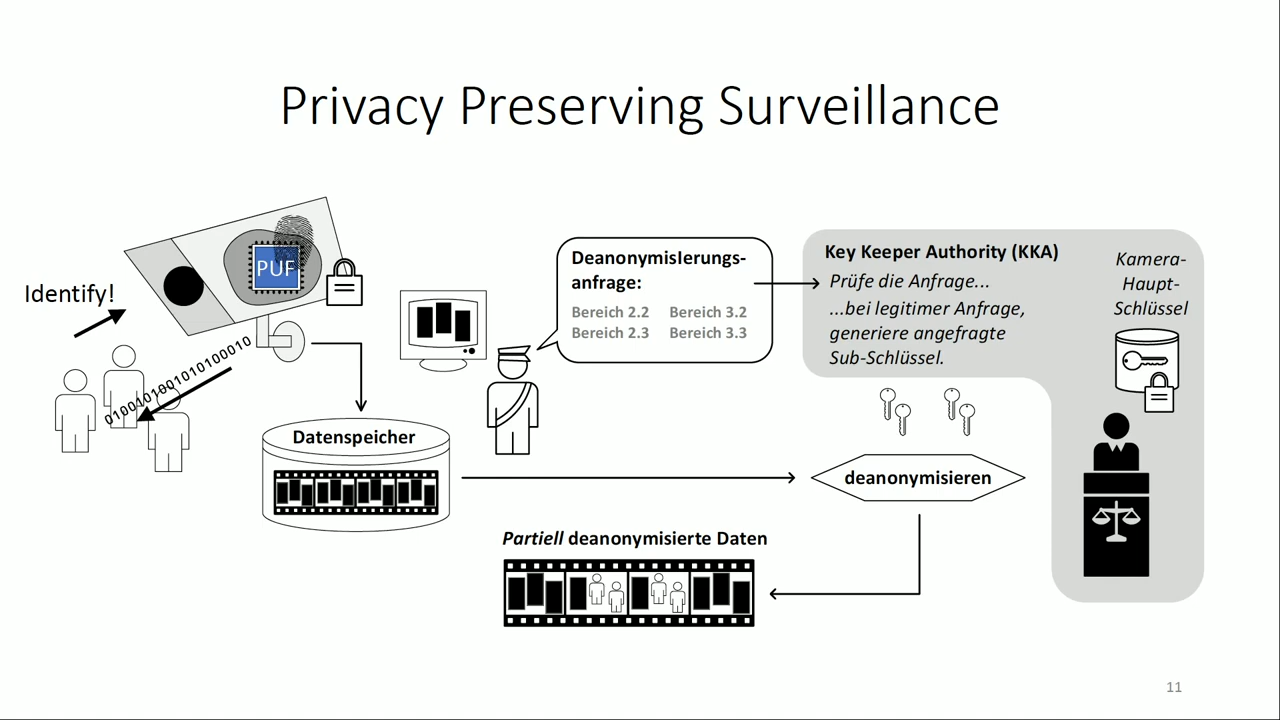 Privacy Preserving Surveillance
Identify!
PUF
010010100101010100010
Datenspeicher
DeanonymisIerungs-
anfrage:
Bereich 2.2 Bereich 3.2
Bereich 2.3 Bereich 3.3
Key Keeper Authority (KKA)
Prüfe die Anfrage...
...bei legitimer Anfrage,
generiere angefragte
Sub-Schlüssel.
Kamera-
Haupt-
Schlüssel
deanonymisieren
Partiell deanonymisierte Daten
11